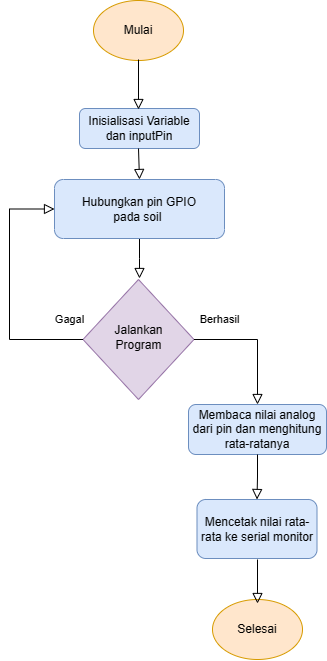 Mulai
Inisialisasi Variable
dan inputPin
Hubungkan pin GPIO
pada soil
Gagal
Berhasil
Jalankan
Program
Membaca nilai analog
dari pin dan menghitung
rata-ratanya
Mencetak nilai rata-
rata ke serial monitor
Selesai